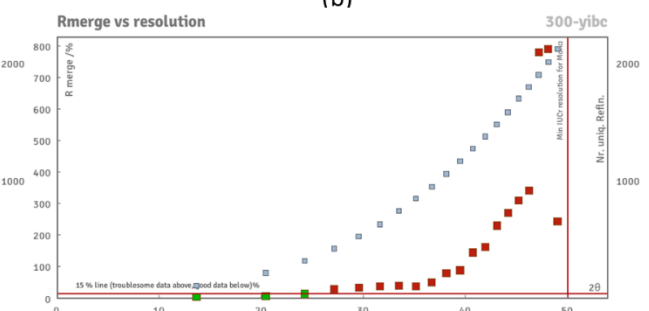 (b)
Rmerge vs resolution
300-yibc
800
700
600
500
400
300
200
100
0
2000
1000
R merge /%
Min IUCr resolution for MoKα
Nr. uniq. Refln.
2000
1000
15 % line (troublesome data above, good data below)%
2θ
0
10
20
30
40
50